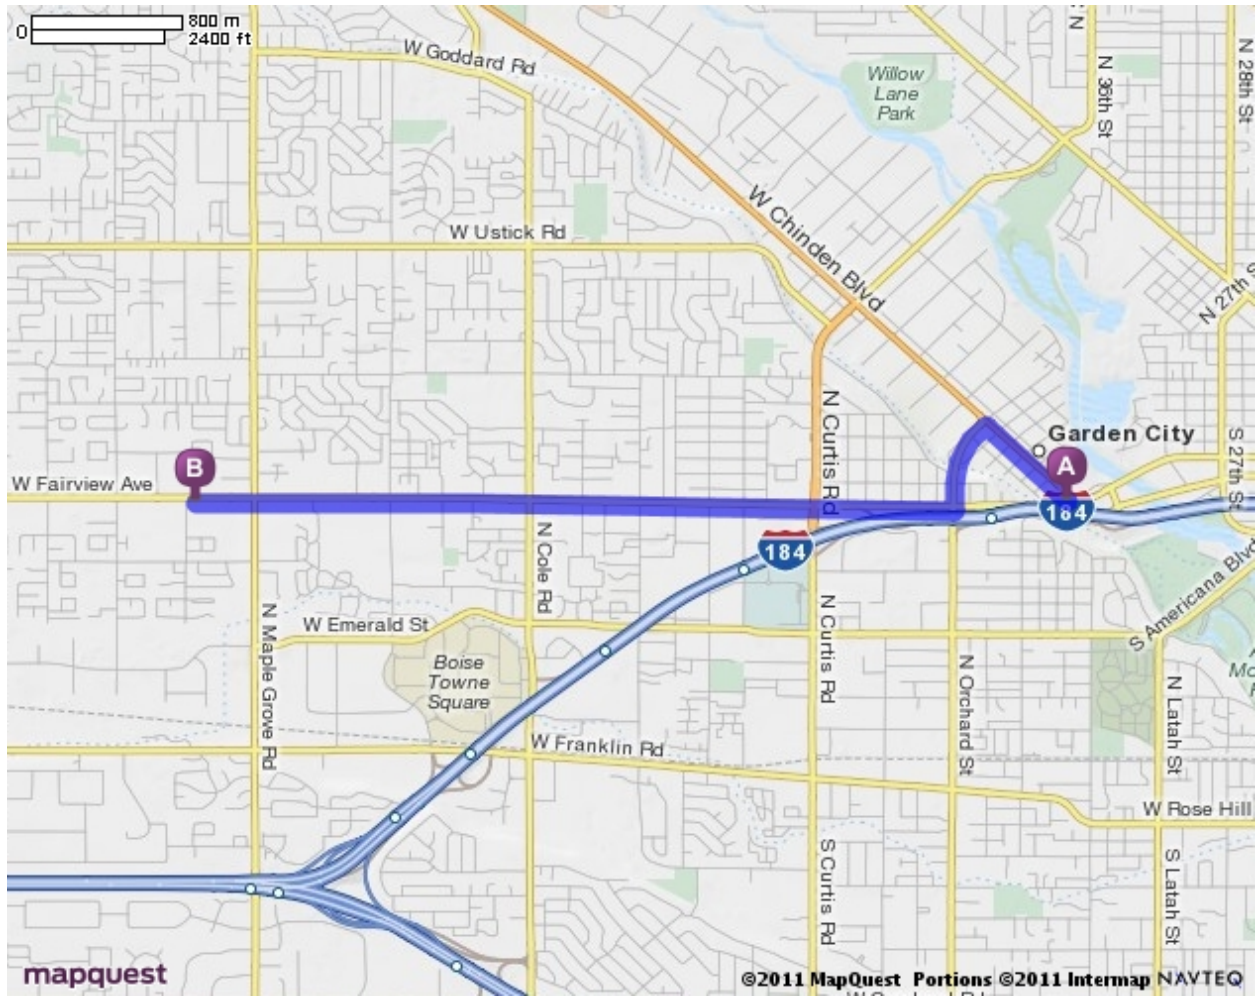 0
800 m
2400 ft
W Goddard Rd
Willow
Lane
Park
N
N 36th St
N 28th St
W Chinden Blvd
W Ustick Rd
N 27th S
N Curtis Rd
Garden City
S 27th St
B
A
W Fairview Ave
184
184
N Cole Rd
N Maple Grove Rd
W Emerald St
N Curtis Rd
S Americana Blvd
Boise
Towne
Square
N Orchard St
N Latah St
W Franklin Rd
W Rose Hill
S Curtis Rd
S Latah St
mapquest
©2011 MapQuest Portions ©2011 Intermap NAVTEQ